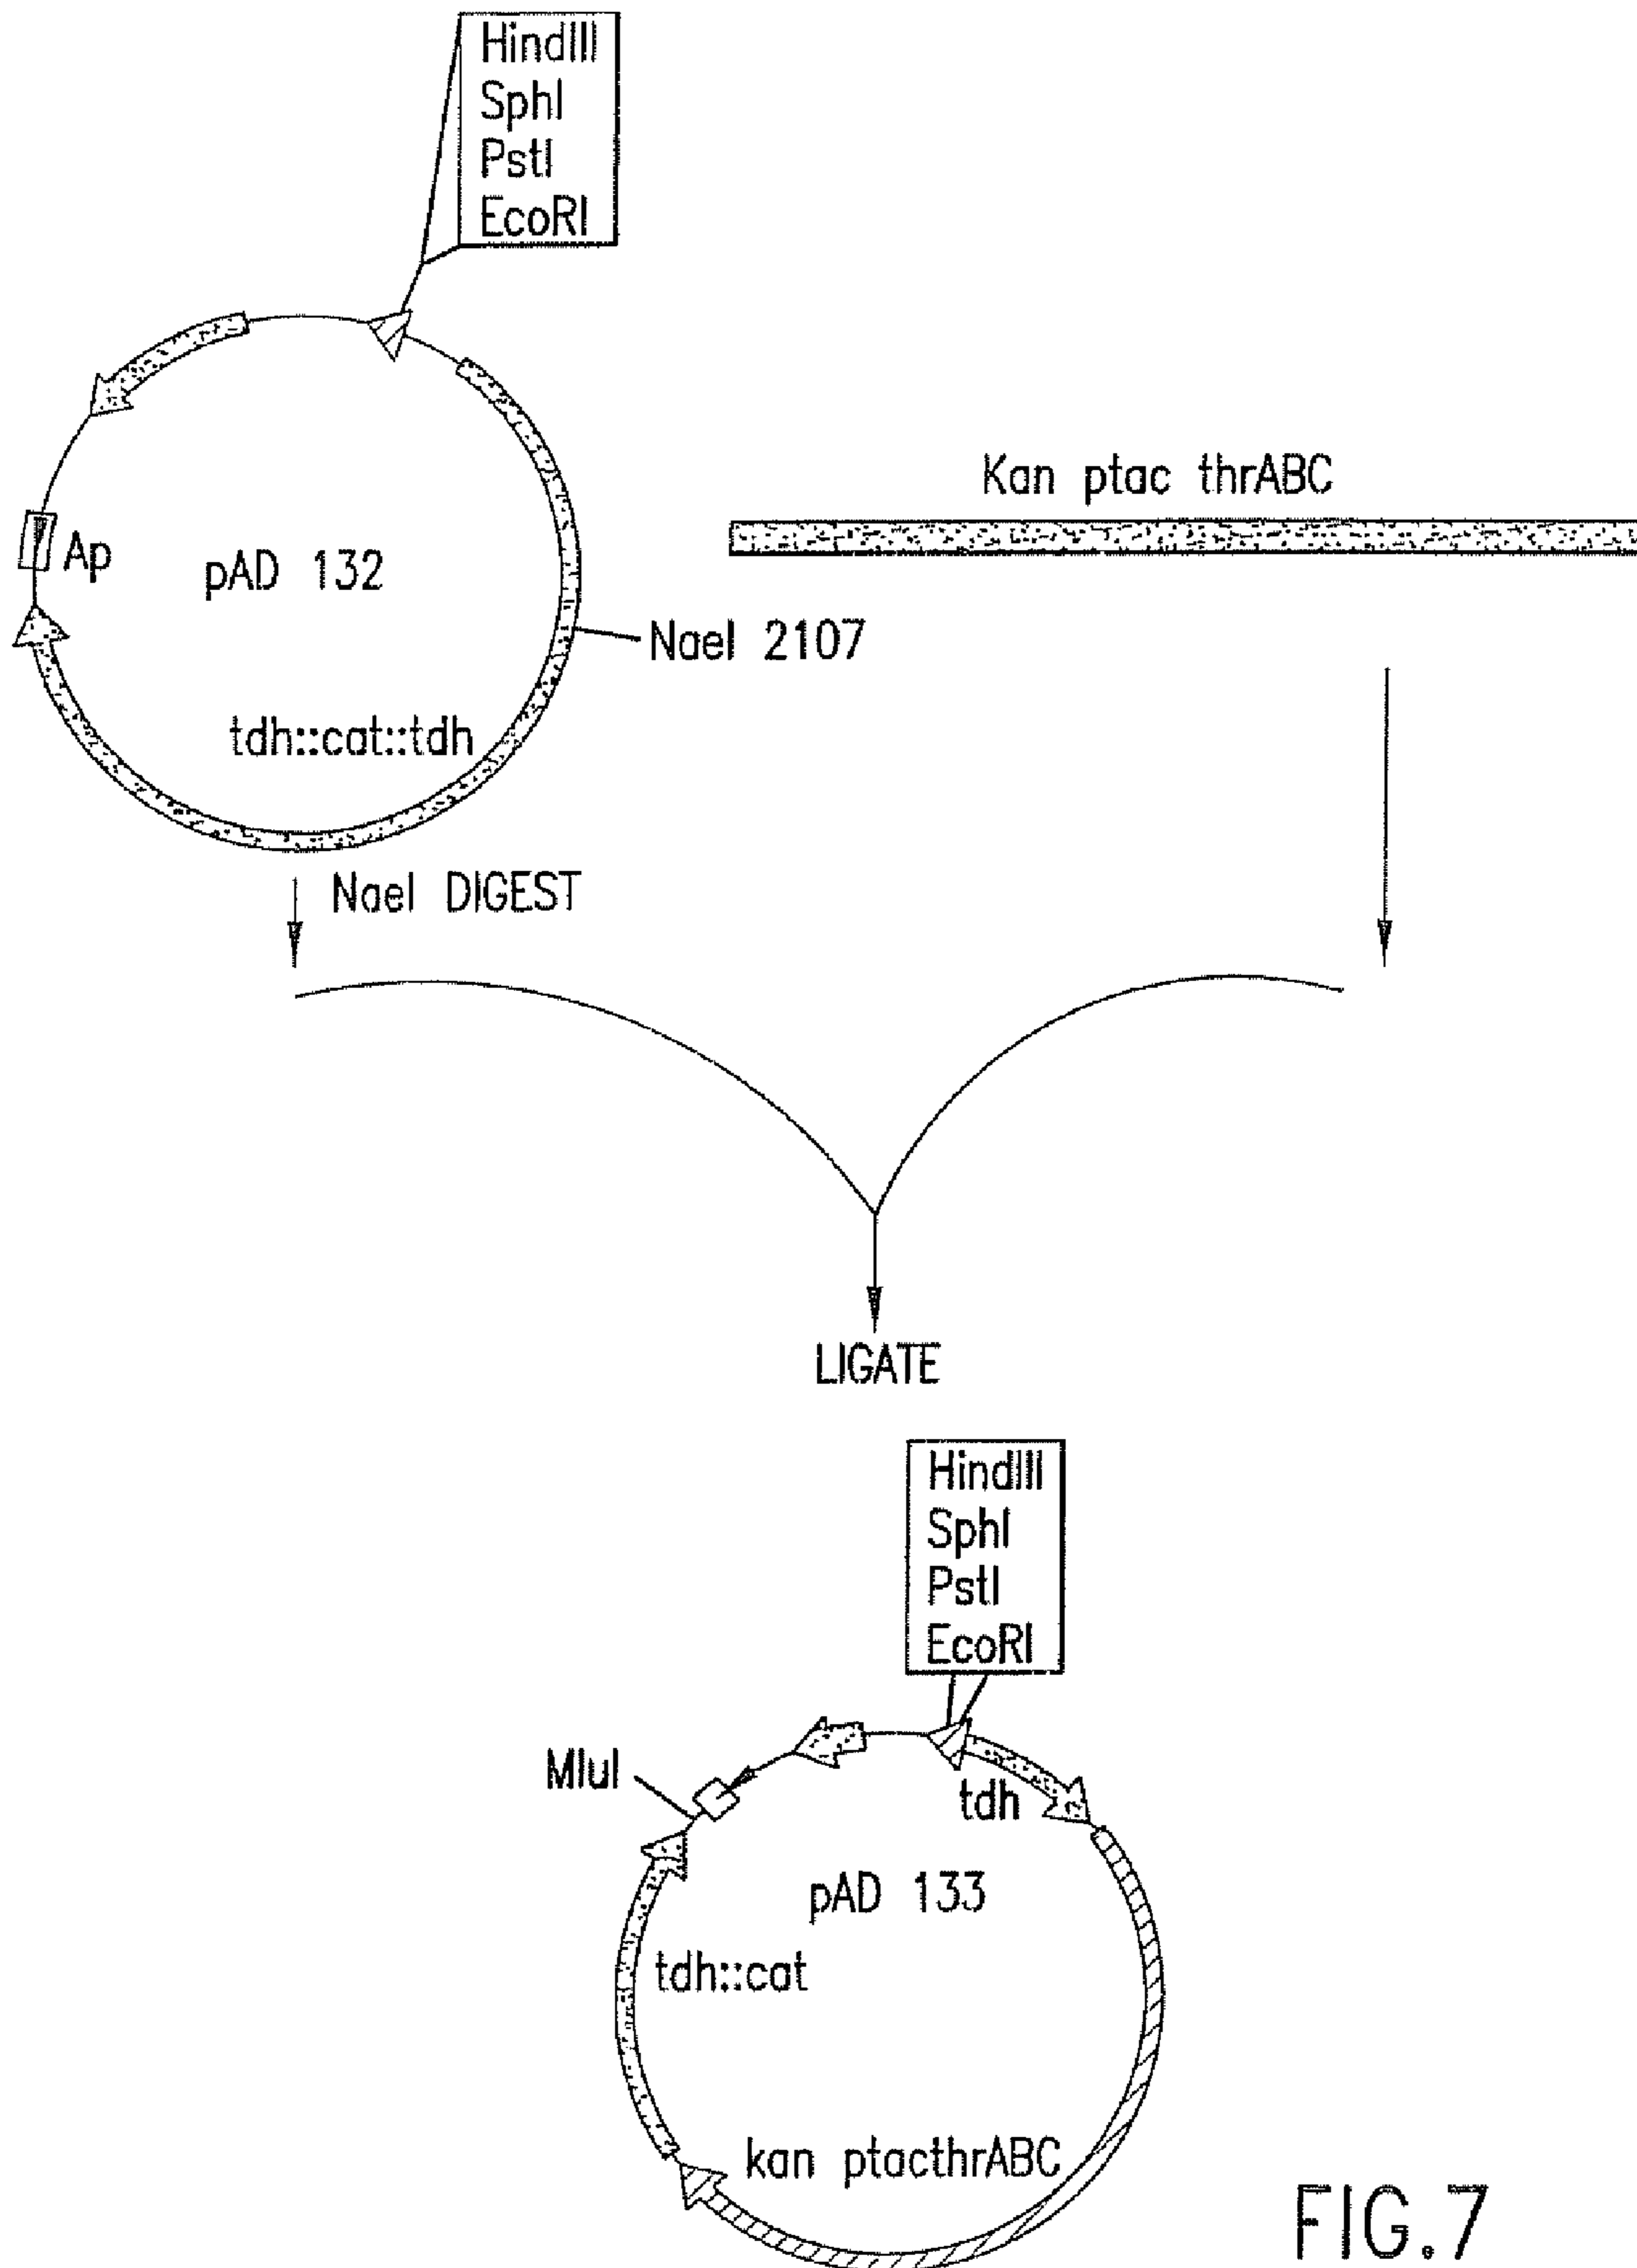 HindIII
SphI
PstI
EcoRI
Kan ptac thrABC
Ap
pAD 132
NaeI 2107
tdh::cat::tdh
NaeI DIGEST
LIGATE
HindIII
SphI
PstI
EcoRI
MluI
tdh
pAD 133
tdh::cat
kan ptacthrABC
FIG.7